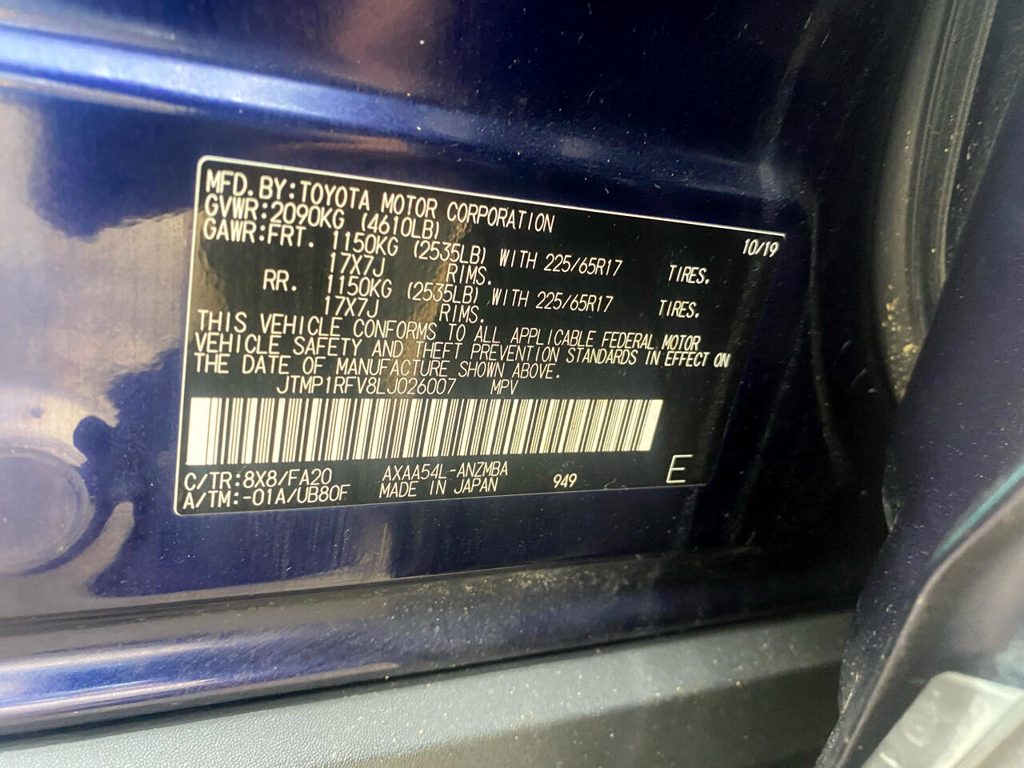 MFD. BY: TOYOTA MOTOR CORPORATION 10/19
GVWR: 2090KG (4610LB)
GAWR: FRT. 1150KG (2535LB) WITH 225/65R17 TIRES.
17X7J RIMS.
RR. 1150KG (2535LB) WITH 225/65R17 TIRES.
17X7J RIMS.
THIS VEHICLE CONFORMS TO ALL APPLICABLE FEDERAL MOTOR
VEHICLE SAFETY AND THEFT PREVENTION STANDARDS IN EFFECT ON
THE DATE OF MANUFACTURE SHOWN ABOVE.
JTMP1RFV8LJ026007 MPV
C/TR: 8X8/FA20 AXAA54L-ANZMBA
A/TM: -01A/UB80F MADE IN JAPAN 949 E